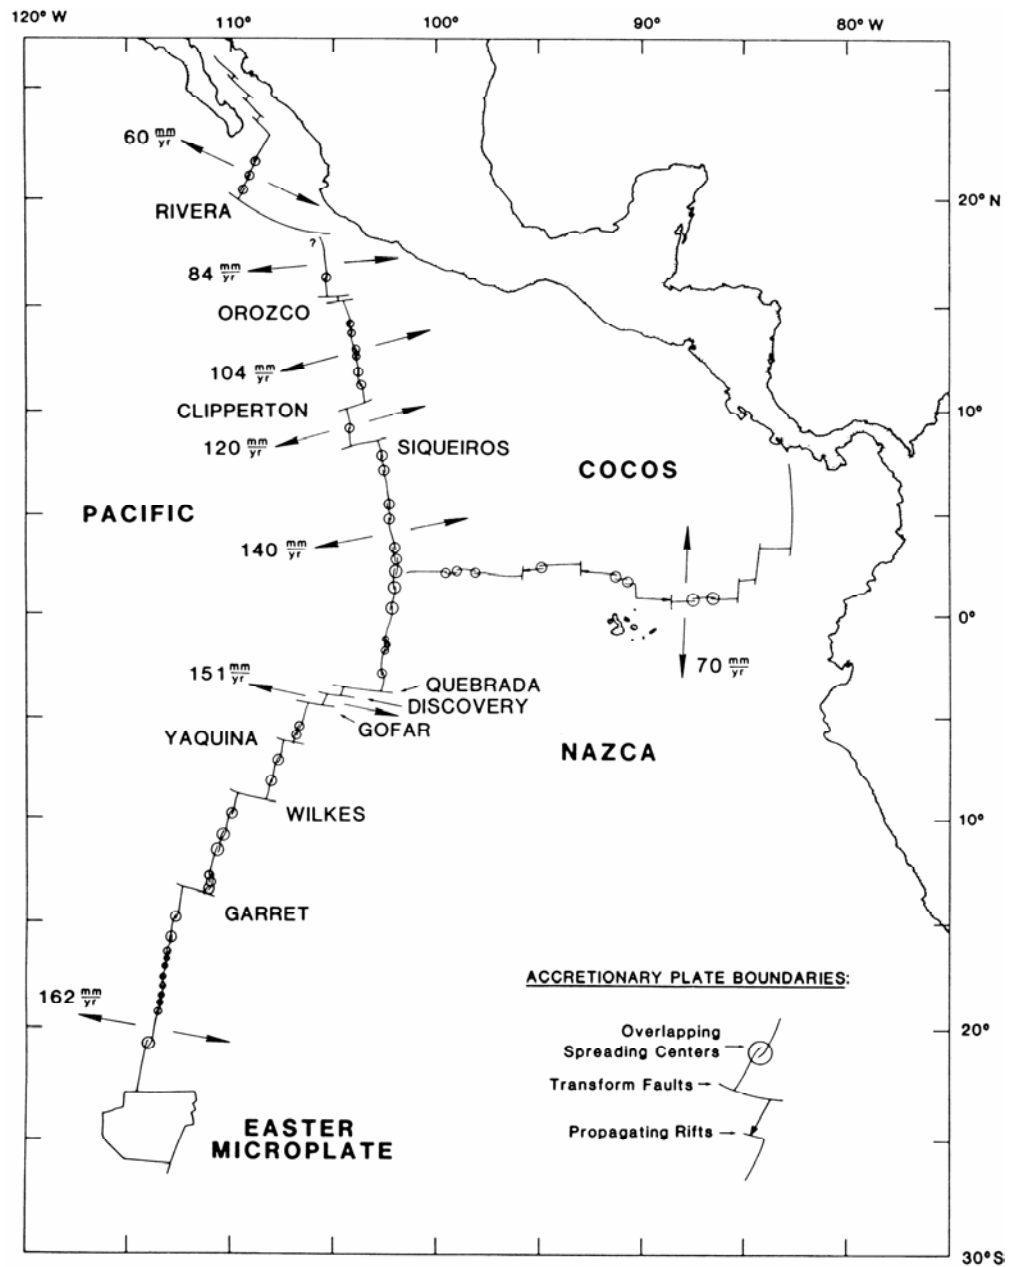 120° W 110° 100° 90° 80° W
60 mm/yr
RIVERA
20° N
?
84 mm/yr
OROZCO
104 mm/yr
CLIPPERTON
10°
120 mm/yr
SIQUEIROS
COCOS
PACIFIC
140 mm/yr
0°
151 mm/yr
70 mm/yr
QUEBRADA
DISCOVERY
GOFAR
YAQUINA
NAZCA
WILKES
10°
GARRET
ACCRETIONARY PLATE BOUNDARIES:
162 mm/yr
Overlapping
Spreading Centers
20°
Transform Faults
Propagating Rifts
EASTER
MICROPLATE
30° S